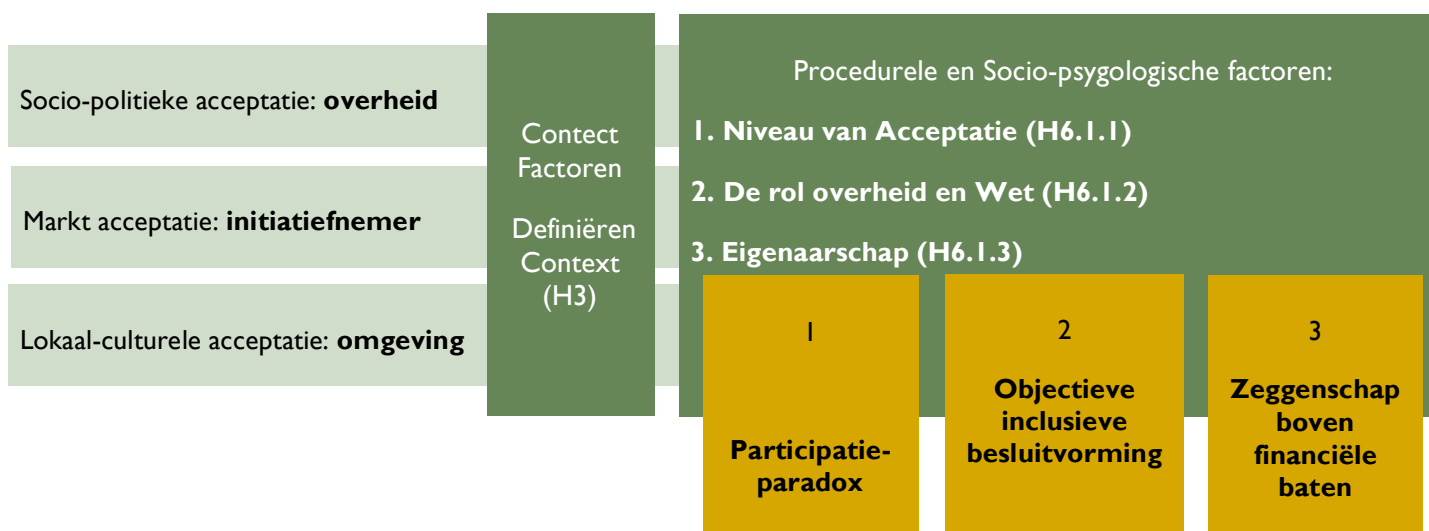 Socio-politieke acceptatie: overheid
Markt acceptatie: initiatiefnemer
Lokaal-culturele acceptatie: omgeving
Contect
Factoren
Definiëren
Context
(H3)
Procedurele en Socio-psygologische factoren:
1. Niveau van Acceptatie (H6.1.1)
2. De rol overheid en Wet (H6.1.2)
3. Eigenaarschap (H6.1.3)
1
Participatie-
paradox
2
Objectieve
inclusieve
besluitvorming
3
Zeggenschap
boven
financiële
baten